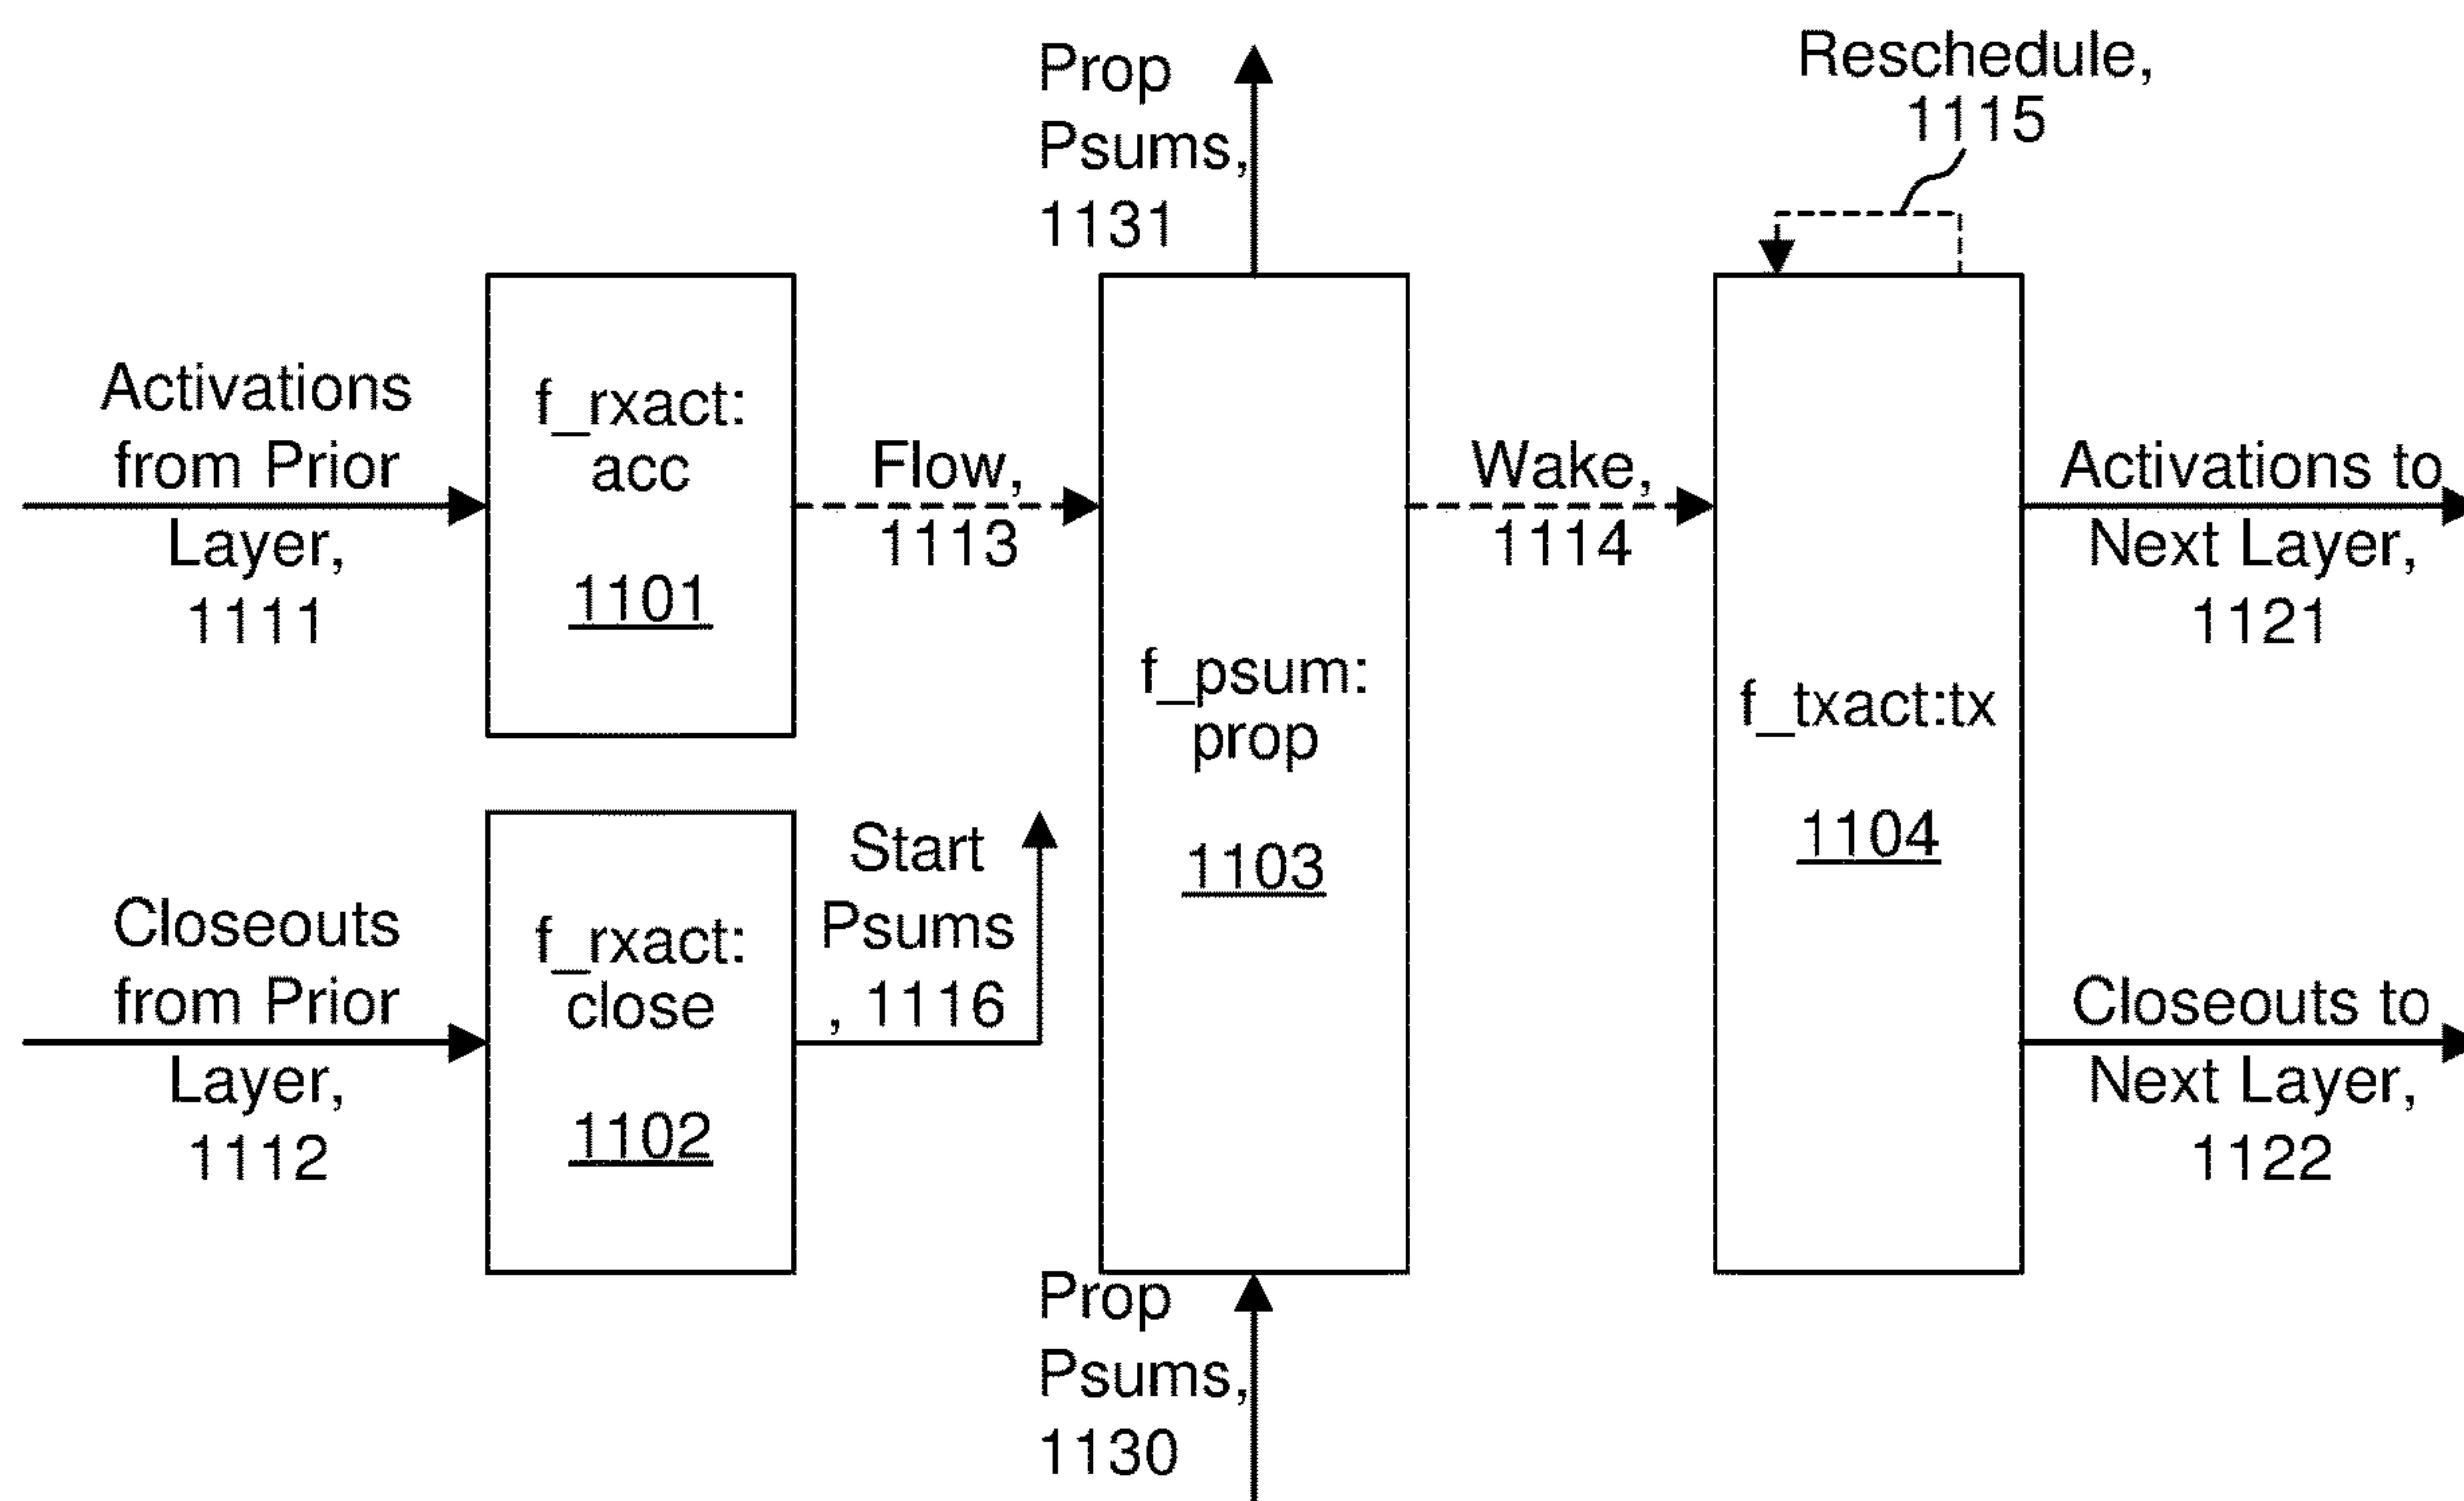 Prop
Psums,
1131
Reschedule,
1115
Activations
from Prior
Layer,
1111
f_rxact:
acc
1101
Flow,
1113
f_psum:
prop
1103
Wake,
1114
f_txact:tx
1104
Activations to
Next Layer,
1121
Closeouts
from Prior
Layer,
1112
f_rxact:
close
1102
Start
Psums
, 1116
Closeouts to
Next Layer,
1122
Prop
Psums,
1130